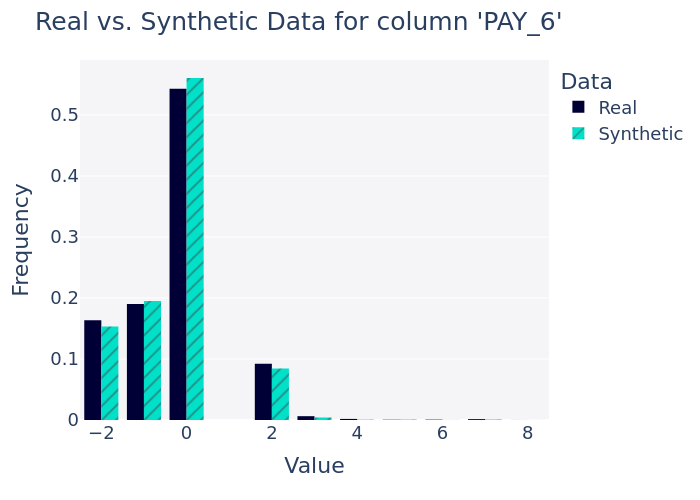 Real vs. Synthetic Data for column 'PAY_6'
Data
Real
Synthetic
Frequency
0.5
0.4
0.3
0.2
0.1
0
−2 0 2 4 6 8
Value